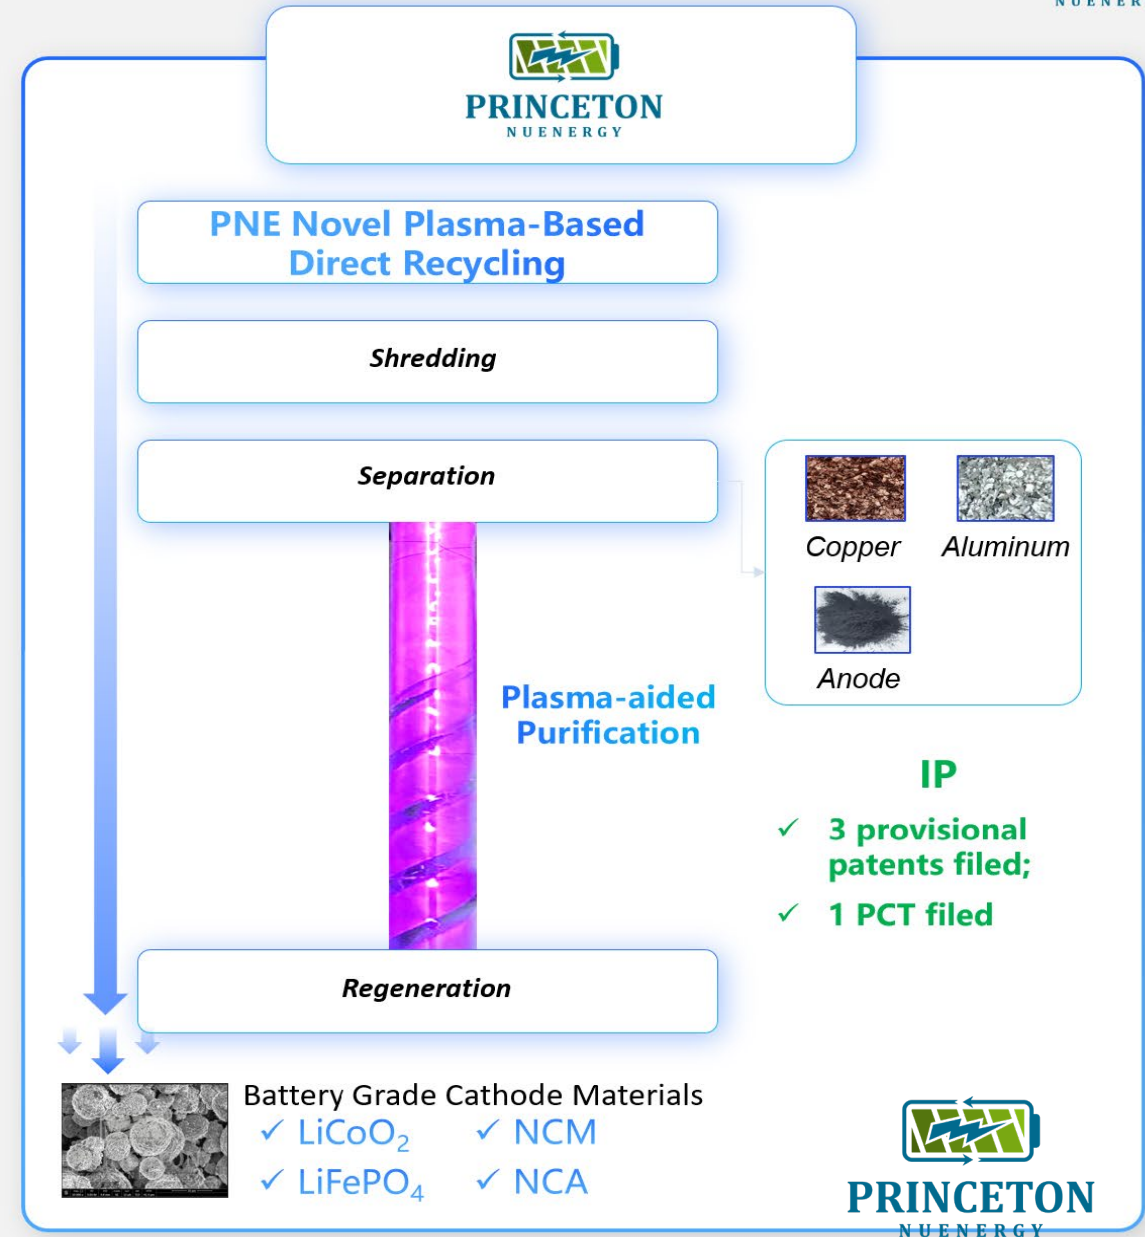 NUENER
PRINCETON
NUENERGY
PNE Novel Plasma-Based
Direct Recycling
Shredding
Separation
Copper
Aluminum
Anode
Plasma-aided
Purification
IP
✓ 3 provisional
patents filed;
✓ 1 PCT filed
Regeneration
Battery Grade Cathode Materials
✓ LiCoO₂ ✓ NCM
✓ LiFePO₄ ✓ NCA
PRINCETON
NUENERGY